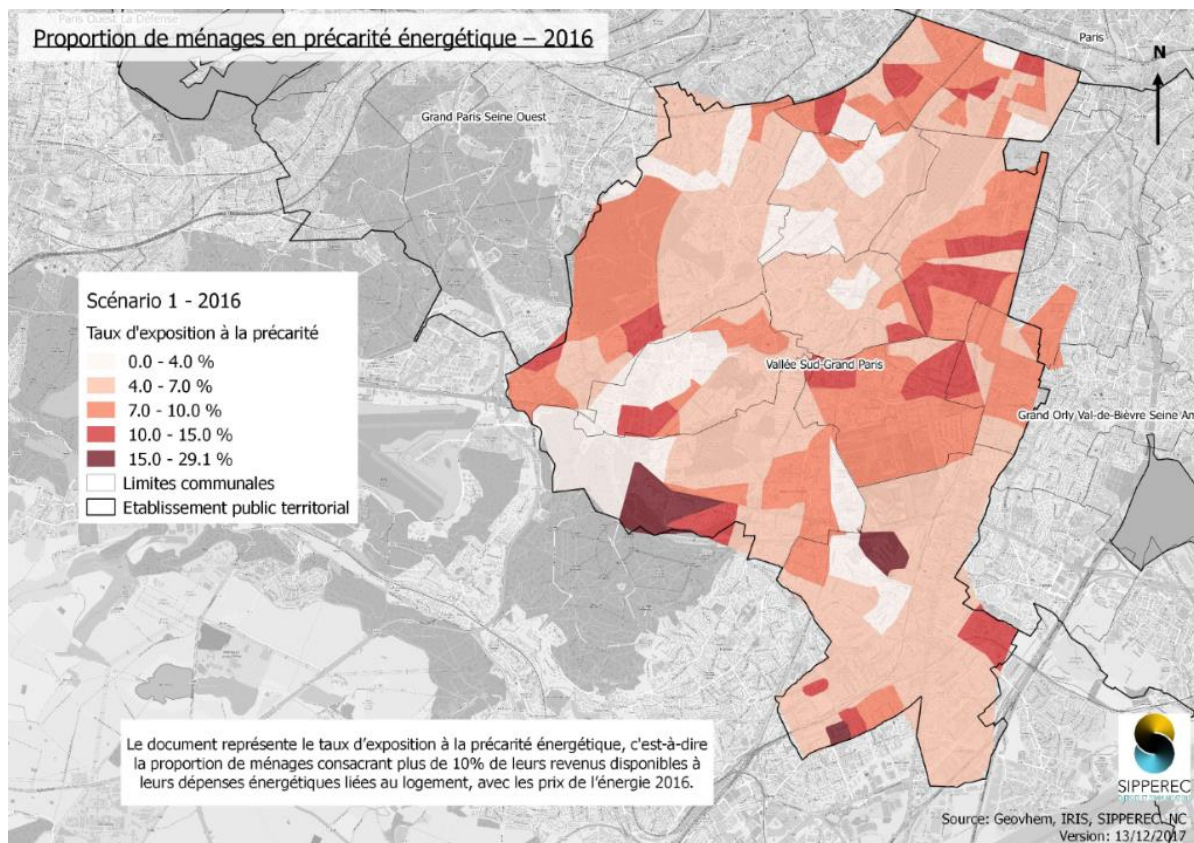 Paris Ouest La Défense
Proportion de ménages en précarité énergétique – 2016
Paris
N
Grand Paris Seine Ouest
Scénario 1 - 2016
Taux d'exposition à la précarité
0.0 - 4.0 %
4.0 - 7.0 %
7.0 - 10.0 %
10.0 - 15.0 %
15.0 - 29.1 %
Limites communales
Etablissement public territorial
Vallée Sud-Grand Paris
Grand Orly Val-de-Bièvre Seine Am
Le document représente le taux d'exposition à la précarité énergétique, c'est-à-dire
la proportion de ménages consacrant plus de 10% de leurs revenus disponibles à
leurs dépenses énergétiques liées au logement, avec les prix de l'énergie 2016.
SIPPEREC
Source: Geovhem, IRIS, SIPPEREC, NC
Version: 13/12/2017